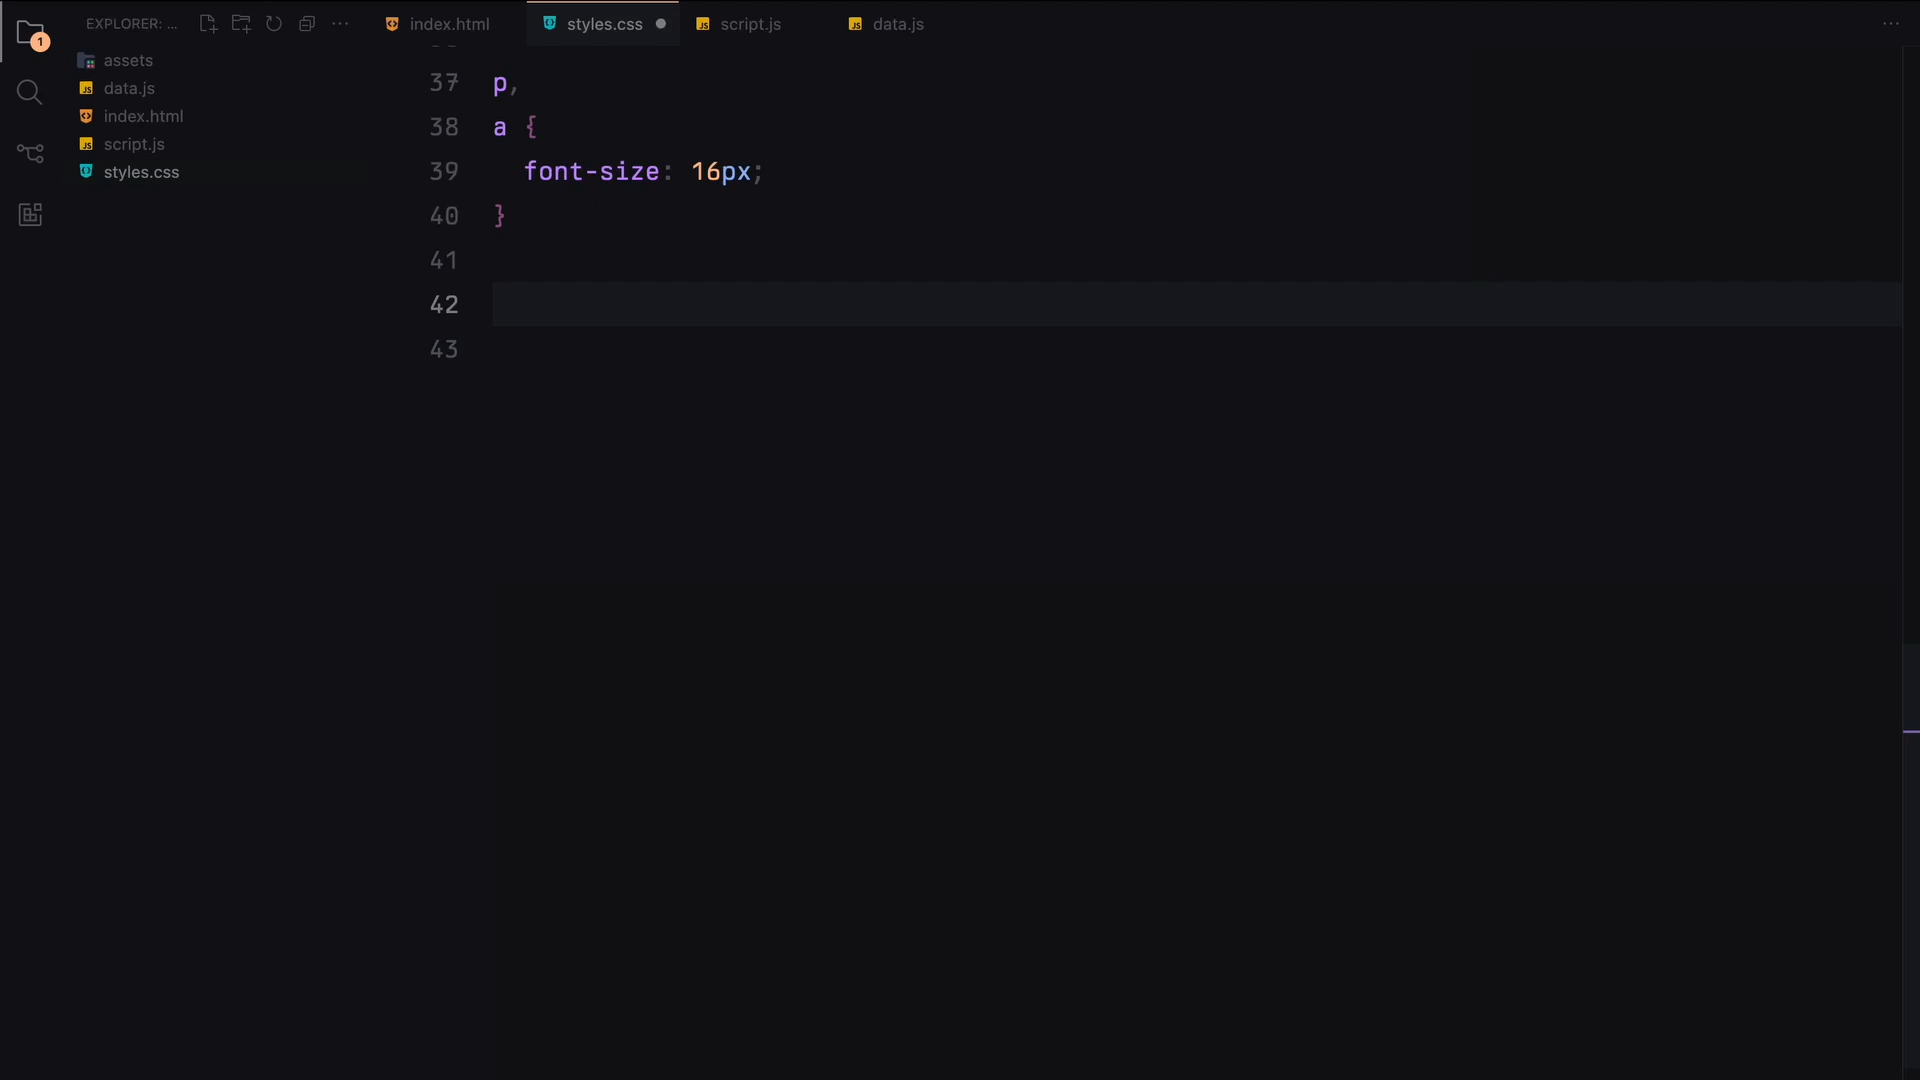 EXPLORER: ...
index.html
styles.css
script.js
data.js
1
assets
data.js
index.html
script.js
styles.css
37 p,
38 a {
39 font-size: 16px;
40 }
41
42
43